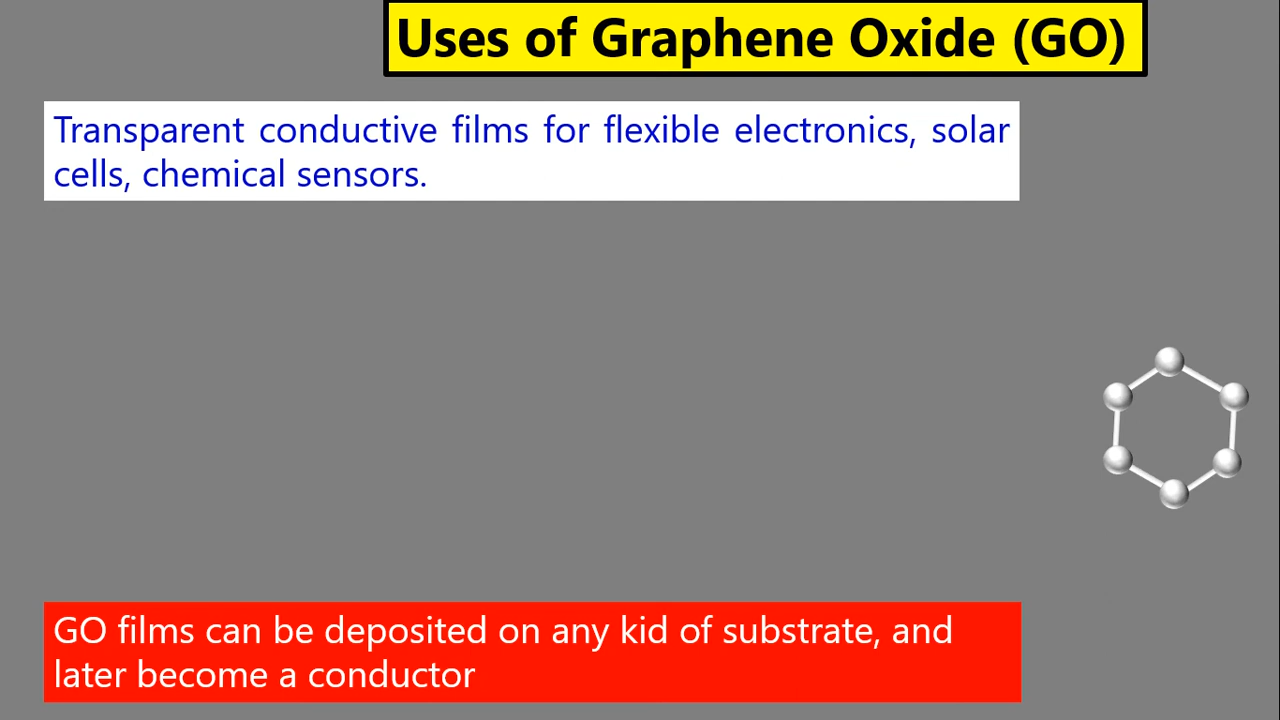 Uses of Graphene Oxide (GO)
Transparent conductive films for flexible electronics, solar
cells, chemical sensors.
GO films can be deposited on any kid of substrate, and
later become a conductor